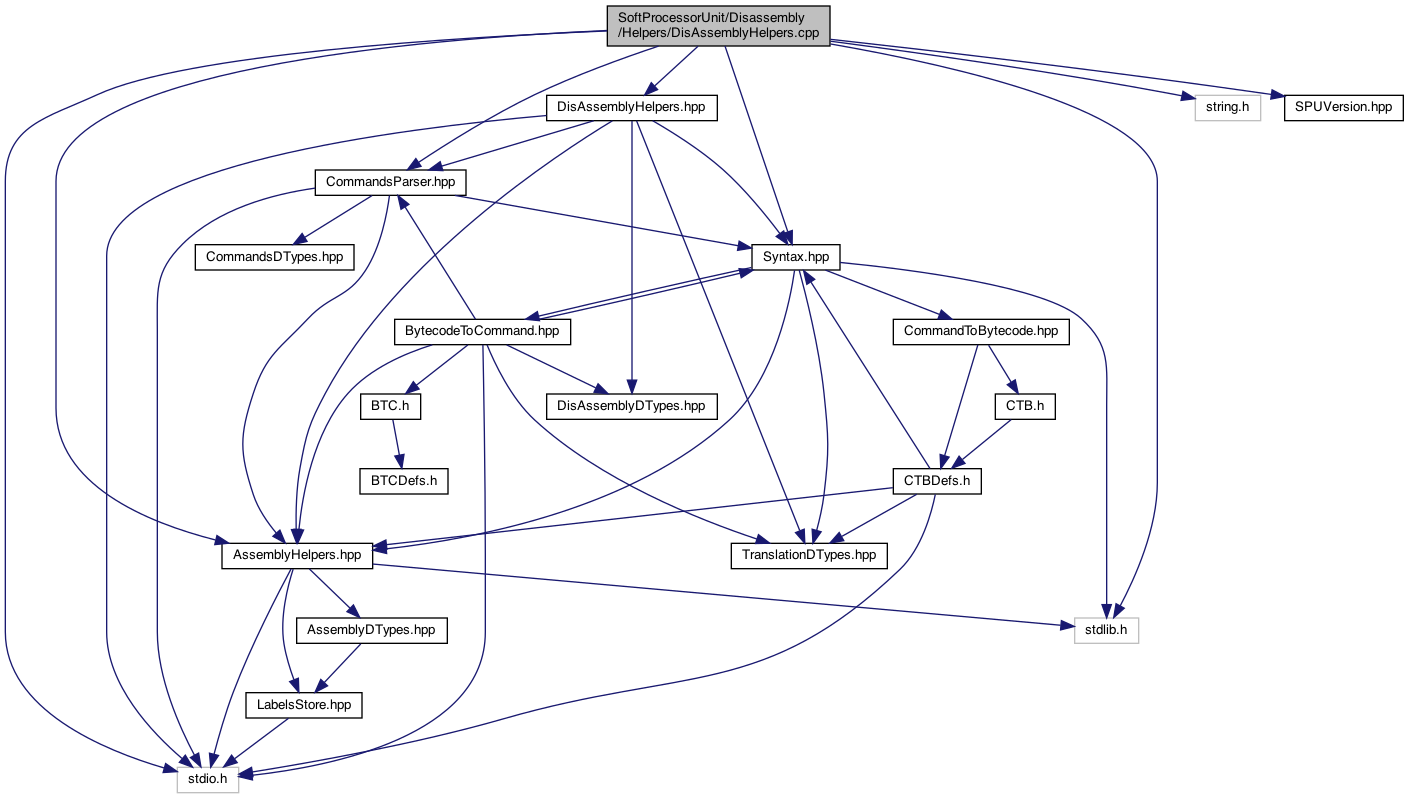 SoftProcessorUnit/Disassembly
/Helpers/DisAssemblyHelpers.cpp
DisAssemblyHelpers.hpp
string.h
SPUVersion.hpp
CommandsParser.hpp
CommandsDTypes.hpp
Syntax.hpp
BytecodeToCommand.hpp
CommandToBytecode.hpp
BTC.h
DisAssemblyDTypes.hpp
CTB.h
BTCDefs.h
CTBDefs.h
AssemblyHelpers.hpp
TranslationDTypes.hpp
AssemblyDTypes.hpp
stdlib.h
LabelsStore.hpp
stdio.h